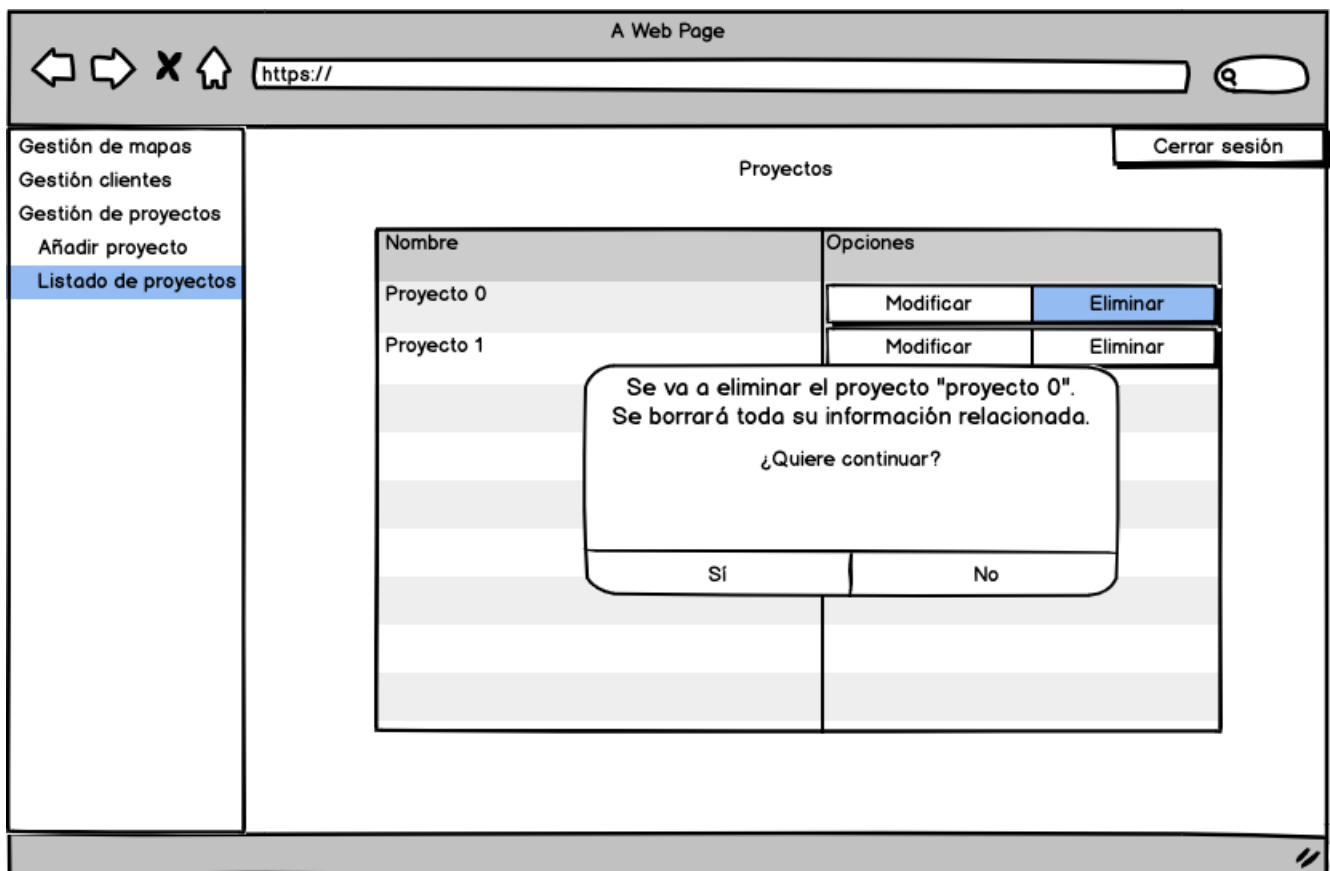 A Web Page
https://
Gestión de mapas
Gestión clientes
Gestión de proyectos
Añadir proyecto
Listado de proyectos
Cerrar sesión
Proyectos
Nombre
Opciones
Proyecto 0
Modificar
Eliminar
Proyecto 1
Modificar
Eliminar
Se va a eliminar el proyecto "proyecto 0".
Se borrará toda su información relacionada.
¿Quiere continuar?
Sí
No